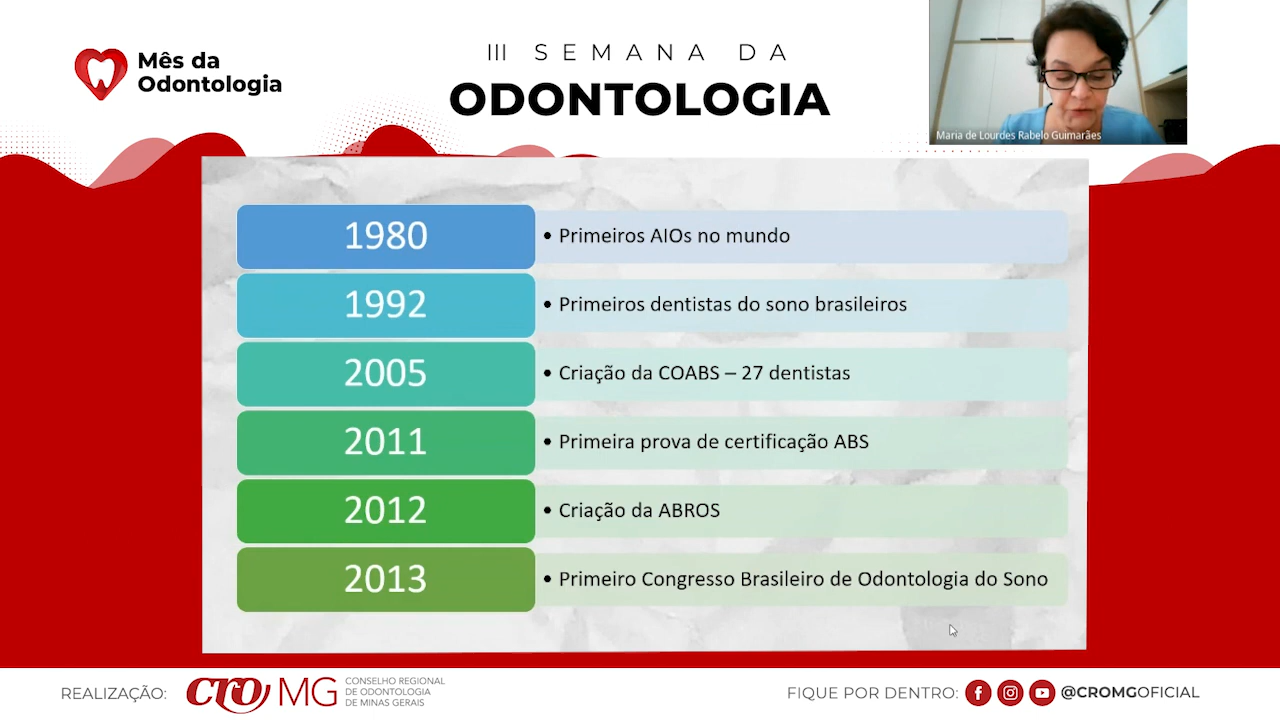 Mês da
Odontologia
III SEMANA DA
ODONTOLOGIA
Maria de Lourdes Rabelo Guimarães
1980
• Primeiros AIOs no mundo
1992
• Primeiros dentistas do sono brasileiros
2005
• Criação da COABS – 27 dentistas
2011
• Primeira prova de certificação ABS
2012
• Criação da ABROS
2013
• Primeiro Congresso Brasileiro de Odontologia do Sono
REALIZAÇÃO:
cro MG
CONSELHO REGIONAL
DE ODONTOLOGIA
DE MINAS GERAIS
FIQUE POR DENTRO:
@CROMGOFICIAL